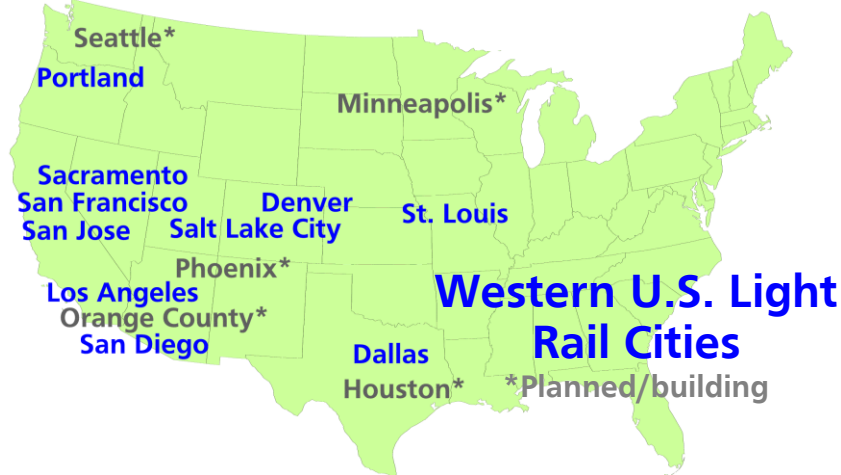 Seattle*
Portland
Minneapolis*
Sacramento
San Francisco
San Jose
Denver
Salt Lake City
St. Louis
Phoenix*
Los Angeles
Orange County*
San Diego
Dallas
Houston*
Western U.S. Light
Rail Cities
*Planned/building